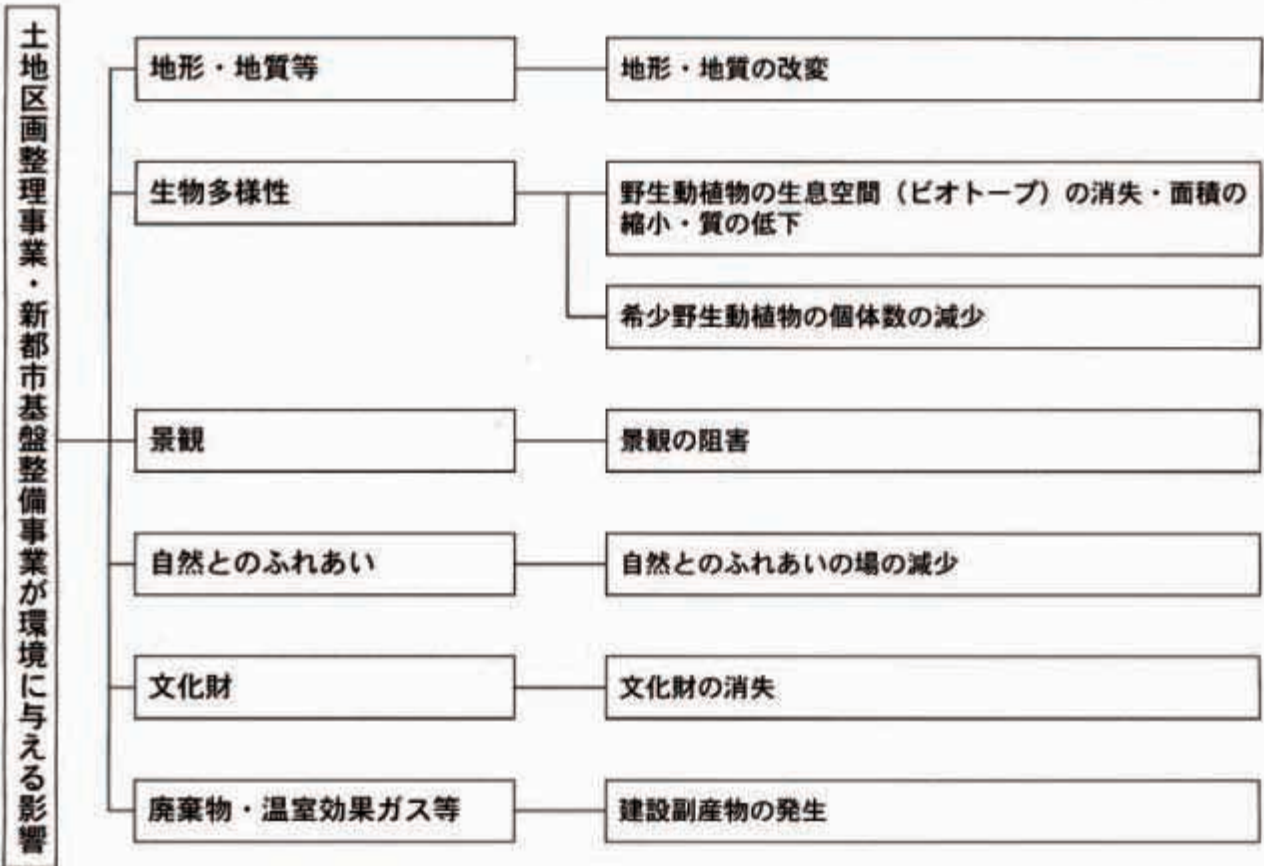 土地区画整理事業・新都市基盤整備事業が環境に与える影響
地形・地質等
地形・地質の改変
生物多様性
野生動植物の生息空間（ビオトープ）の消失・面積の
縮小・質の低下
希少野生動植物の個体数の減少
景観
景観の阻害
自然とのふれあい
自然とのふれあいの場の減少
文化財
文化財の消失
廃棄物・温室効果ガス等
建設副産物の発生